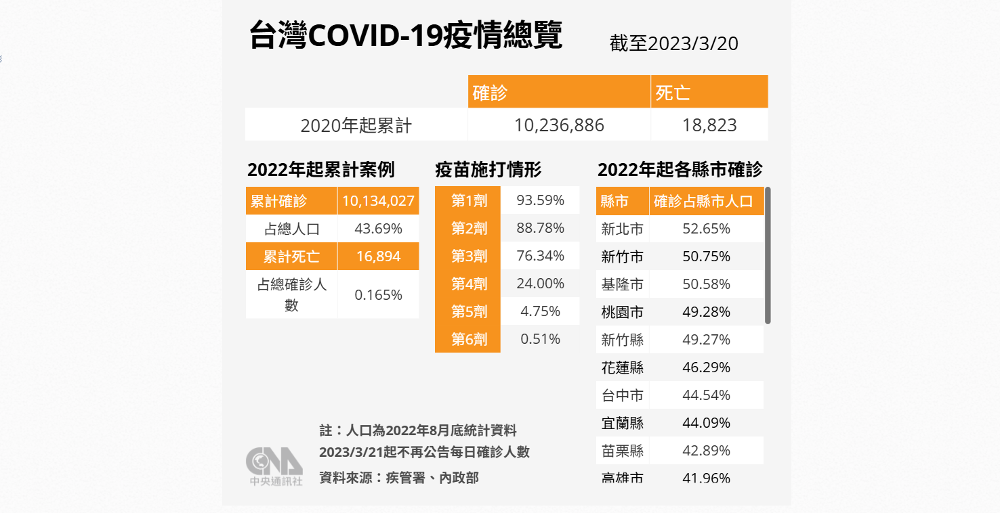 台灣COVID-19疫情總覽
截至2023/3/20
確診 死亡
2020年起累計 10,236,886 18,823
2022年起累計案例
累計確診 10,134,027
占總人口 43.69%
累計死亡 16,894
占總確診人
數
0.165%
疫苗施打情形
第1劑 93.59%
第2劑 88.78%
第3劑 76.34%
第4劑 24.00%
第5劑 4.75%
第6劑 0.51%
2022年起各縣市確診
縣市 確診占縣市人口
新北市 52.65%
新竹市 50.75%
基隆市 50.58%
桃園市 49.28%
新竹縣 49.27%
花蓮縣 46.29%
台中市 44.54%
宜蘭縣 44.09%
苗栗縣 42.89%
高雄市 41.96%
註：人口為2022年8月底統計資料
2023/3/21起不再公告每日確診人數
資料來源：疾管署、內政部
CNA
中央通訊社